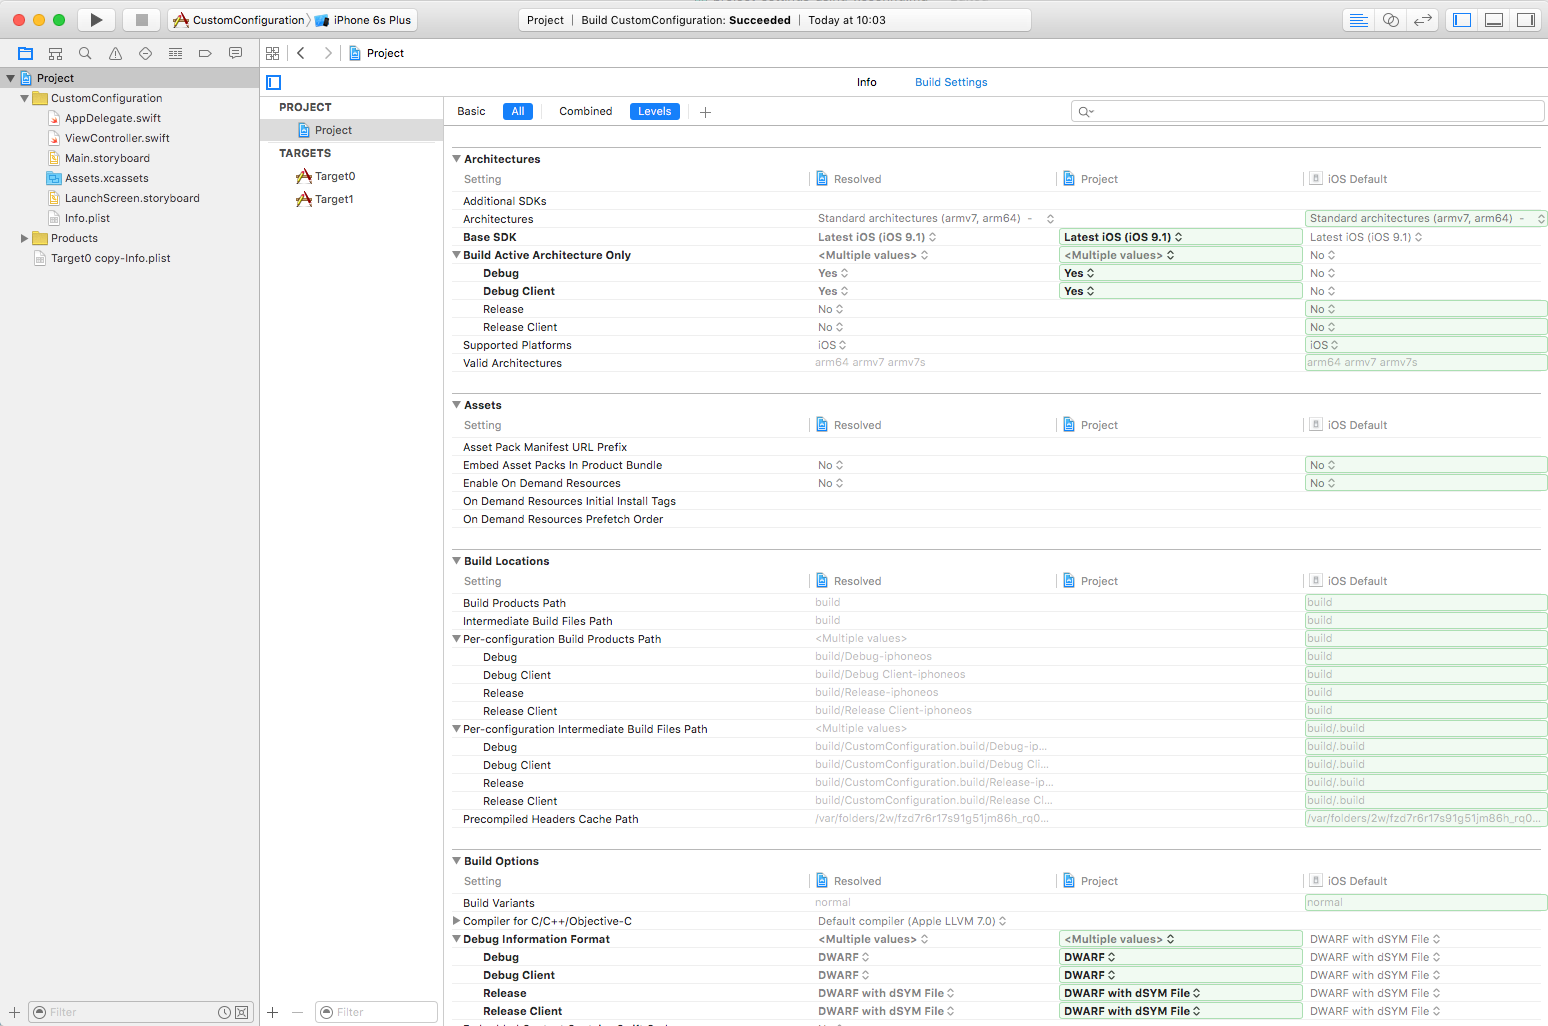 CustomConfiguration iPhone 6s Plus
Project | Build CustomConfiguration: Succeeded | Today at 10:03
Project
Project
CustomConfiguration
AppDelegate.swift
ViewController.swift
Main.storyboard
Assets.xcassets
LaunchScreen.storyboard
Info.plist
Products
Target0 copy-Info.plist
Filter
Info Build Settings
PROJECT
Project
TARGETS
Target0
Target1
Filter
Basic All Combined Levels
Architectures
Setting Resolved Project iOS Default
Additional SDKs
Architectures Standard architectures (armv7, arm64) - Standard architectures (armv7, arm64) -
Base SDK Latest iOS (iOS 9.1) Latest iOS (iOS 9.1) Latest iOS (iOS 9.1)
Build Active Architecture Only <Multiple values> <Multiple values> No
Debug Yes Yes No
Debug Client Yes Yes No
Release No No
Release Client No No
Supported Platforms iOS iOS
Valid Architectures arm64 armv7 armv7s arm64 armv7 armv7s
Assets
Setting Resolved Project iOS Default
Asset Pack Manifest URL Prefix
Embed Asset Packs In Product Bundle No No
Enable On Demand Resources No No
On Demand Resources Initial Install Tags
On Demand Resources Prefetch Order
Build Locations
Setting Resolved Project iOS Default
Build Products Path build build
Intermediate Build Files Path build build
Per-configuration Build Products Path <Multiple values> build
Debug build/Debug-iphoneos build
Debug Client build/Debug Client-iphoneos build
Release build/Release-iphoneos build
Release Client build/Release Client-iphoneos build
Per-configuration Intermediate Build Files Path <Multiple values> build/.build
Debug build/CustomConfiguration.build/Debug-ip... build/.build
Debug Client build/CustomConfiguration.build/Debug Cli... build/.build
Release build/CustomConfiguration.build/Release-ip... build/.build
Release Client build/CustomConfiguration.build/Release Cl... build/.build
Precompiled Headers Cache Path /var/folders/2w/fzd7r6r17s91g51jm86h_rq0... /var/folders/2w/fzd7r6r17s91g51jm86h_rq0...
Build Options
Setting Resolved Project iOS Default
Build Variants normal normal
Compiler for C/C++/Objective-C Default compiler (Apple LLVM 7.0)
Debug Information Format <Multiple values> <Multiple values> DWARF with dSYM File
Debug DWARF DWARF DWARF with dSYM File
Debug Client DWARF DWARF DWARF with dSYM File
Release DWARF with dSYM File DWARF with dSYM File DWARF with dSYM File
Release Client DWARF with dSYM File DWARF with dSYM File DWARF with dSYM File